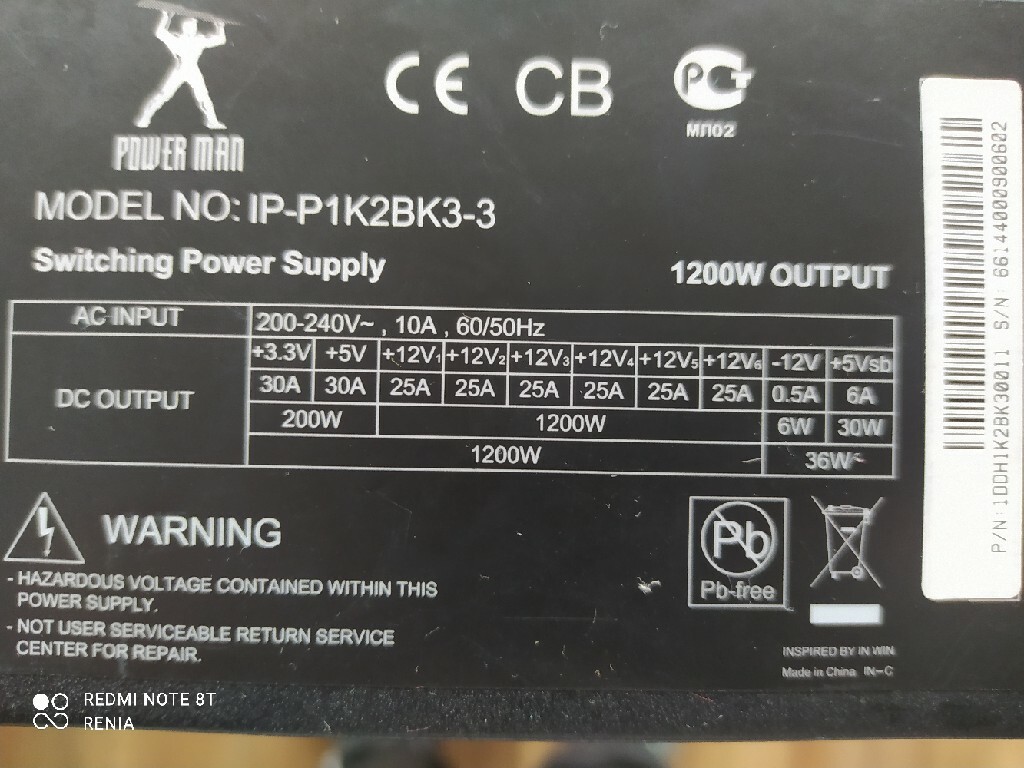 POWER MAN
CE CB PCT
МП02
MODEL NO: IP-P1K2BK3-3
Switching Power Supply
1200W OUTPUT
AC INPUT 200-240V~ , 10A , 60/50Hz
DC OUTPUT
+3.3V +5V +12V₁ +12V₂ +12V₃ +12V₄ +12V₅ +12V₆ -12V +5Vsb
30A 30A 25A 25A 25A 25A 25A 25A 0.5A 6A
200W 1200W 6W 30W
1200W 36W
WARNING
- HAZARDOUS VOLTAGE CONTAINED WITHIN THIS
POWER SUPPLY.
- NOT USER SERVICEABLE RETURN SERVICE
CENTER FOR REPAIR.
Pb
Pb-free
INSPIRED BY IN WIN
Made in China IN-C
P/N: 1DDH1K2BK30011 S/N: 66144000900602
REDMI NOTE 8T
RENIA